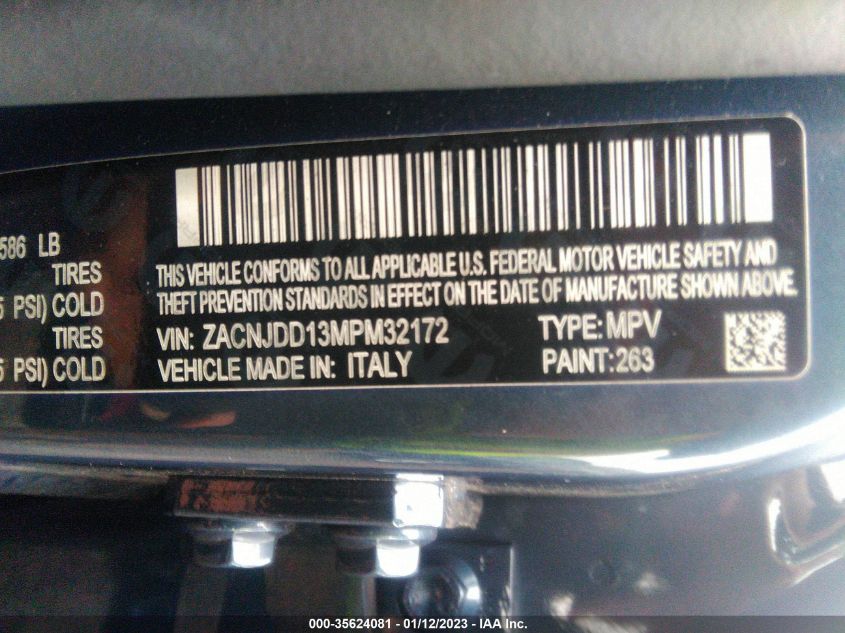 586 LB
TIRES
5 PSI) COLD
TIRES
5 PSI) COLD
THIS VEHICLE CONFORMS TO ALL APPLICABLE U.S. FEDERAL MOTOR VEHICLE SAFETY AND
THEFT PREVENTION STANDARDS IN EFFECT ON THE DATE OF MANUFACTURE SHOWN ABOVE.
VIN: ZACNJDD13MPM32172 TYPE: MPV
VEHICLE MADE IN: ITALY PAINT: 263
000-35624081 - 01/12/2023 - IAA Inc.